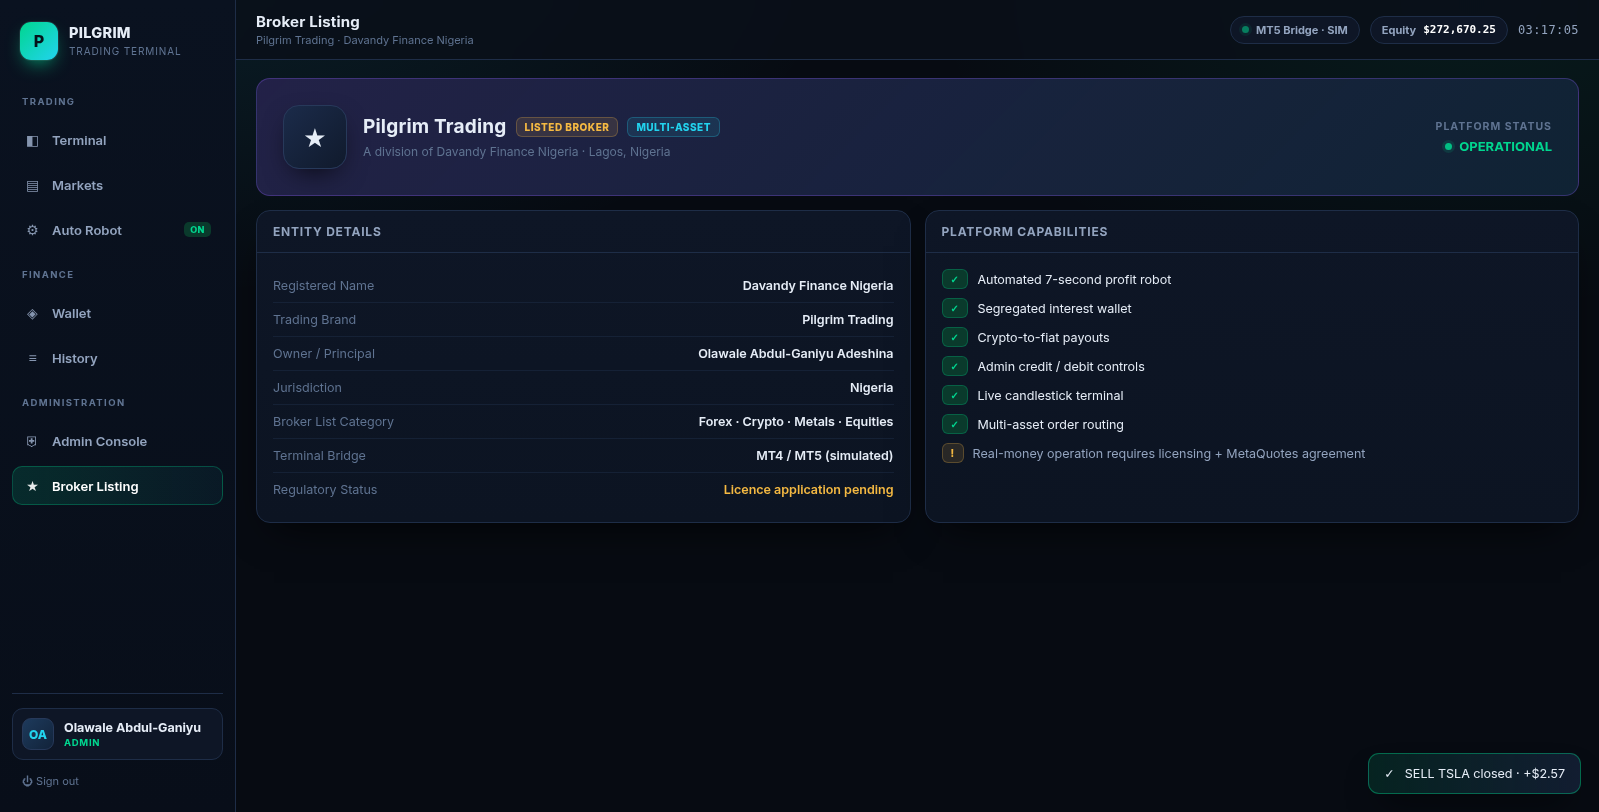 P
PILGRIM
TRADING TERMINAL
TRADING
Terminal
Markets
Auto Robot ON
FINANCE
Wallet
History
ADMINISTRATION
Admin Console
Broker Listing
OA
Olawale Abdul-Ganiyu
ADMIN
Sign out
Broker Listing
Pilgrim Trading · Davandy Finance Nigeria
MT5 Bridge · SIM
Equity $272,670.25
03:17:05
Pilgrim Trading LISTED BROKER MULTI-ASSET
A division of Davandy Finance Nigeria · Lagos, Nigeria
PLATFORM STATUS
OPERATIONAL
ENTITY DETAILS
Registered Name Davandy Finance Nigeria
Trading Brand Pilgrim Trading
Owner / Principal Olawale Abdul-Ganiyu Adeshina
Jurisdiction Nigeria
Broker List Category Forex · Crypto · Metals · Equities
Terminal Bridge MT4 / MT5 (simulated)
Regulatory Status Licence application pending
PLATFORM CAPABILITIES
✓ Automated 7-second profit robot
✓ Segregated interest wallet
✓ Crypto-to-fiat payouts
✓ Admin credit / debit controls
✓ Live candlestick terminal
✓ Multi-asset order routing
! Real-money operation requires licensing + MetaQuotes agreement
✓ SELL TSLA closed · +$2.57